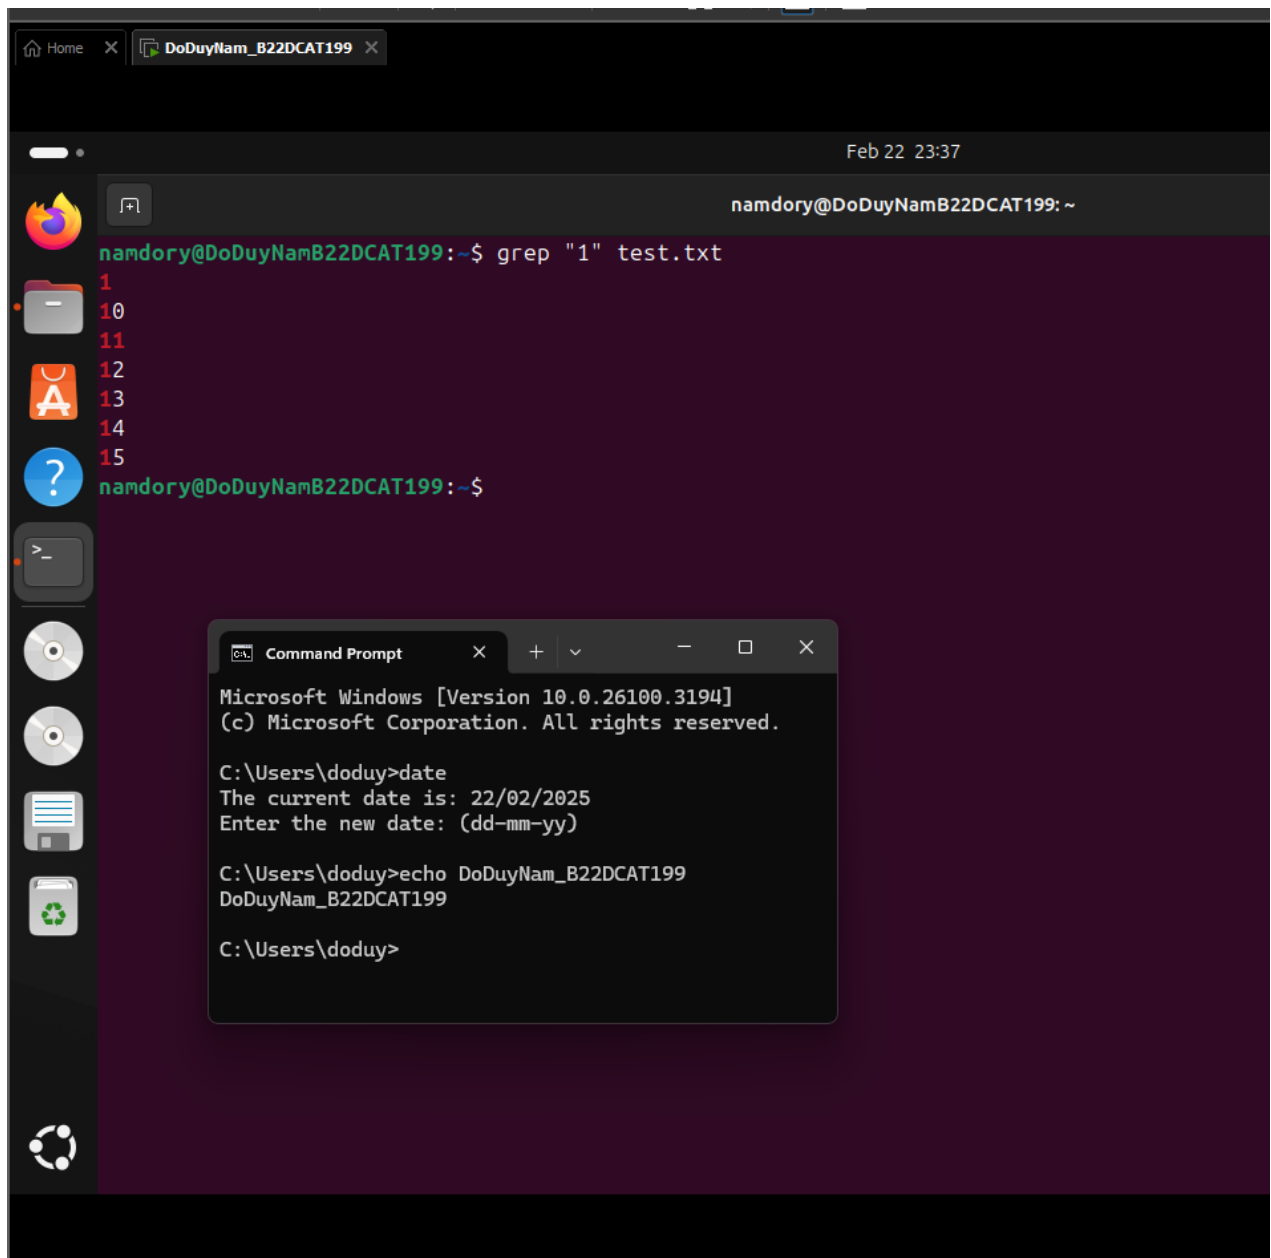 Home
DoDuyNam_B22DCAT199
Feb 22 23:37
namdory@DoDuyNamB22DCAT199: ~
namdory@DoDuyNamB22DCAT199:~$ grep "1" test.txt
1
10
11
12
13
14
15
namdory@DoDuyNamB22DCAT199:~$
>_
Command Prompt
Microsoft Windows [Version 10.0.26100.3194]
(c) Microsoft Corporation. All rights reserved.
C:\Users\doduy>date
The current date is: 22/02/2025
Enter the new date: (dd-mm-yy)
C:\Users\doduy>echo DoDuyNam_B22DCAT199
DoDuyNam_B22DCAT199
C:\Users\doduy>